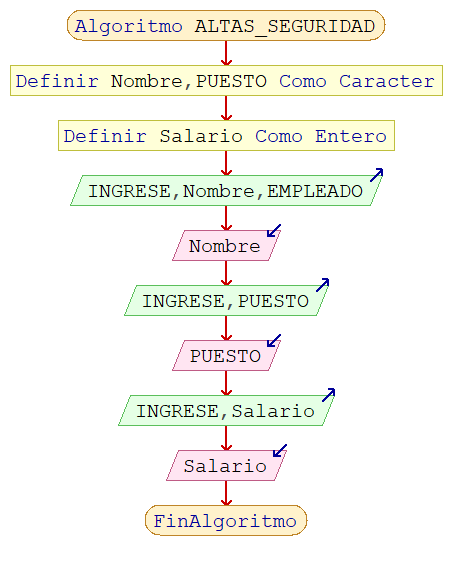 Algoritmo ALTAS_SEGURIDAD
Definir Nombre,PUESTO Como Caracter
Definir Salario Como Entero
INGRESE,Nombre,EMPLEADO
Nombre
INGRESE,PUESTO
PUESTO
INGRESE,Salario
Salario
FinAlgoritmo